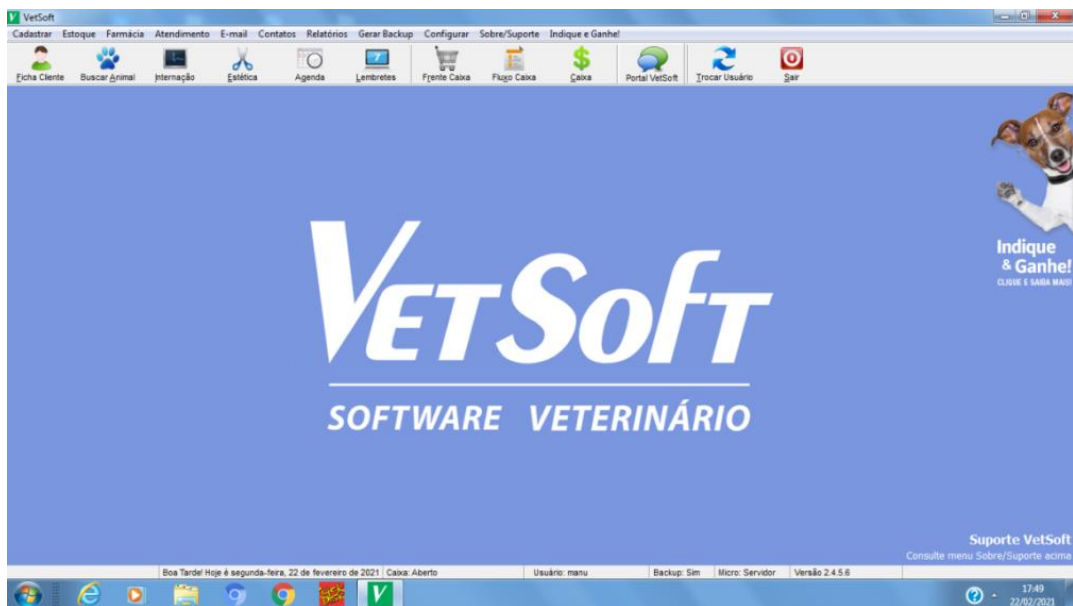 VetSoft
Cadastrar Estoque Farmácia Atendimento E-mail Contatos Relatórios Gerar Backup Configurar Sobre/Suporte Indique e Ganhe!
Ficha Cliente Buscar Animal Internação Estética Agenda Lembretes Frente Caixa Fluxo Caixa Caixa Portal VetSoft Trocar Usuário Sair
Indique
& Ganhe!
CLIQUE E SAIBA MAIS!
VETSOFT
SOFTWARE VETERINÁRIO
Suporte VetSoft
Consulte menu Sobre/Suporte acima
Boa Tarde! Hoje é segunda-feira, 22 de fevereiro de 2021 Caixa: Aberto Usuário: manu Backup: Sim Micro: Servidor Versão 2.4.5.6
17:49
22/02/2021